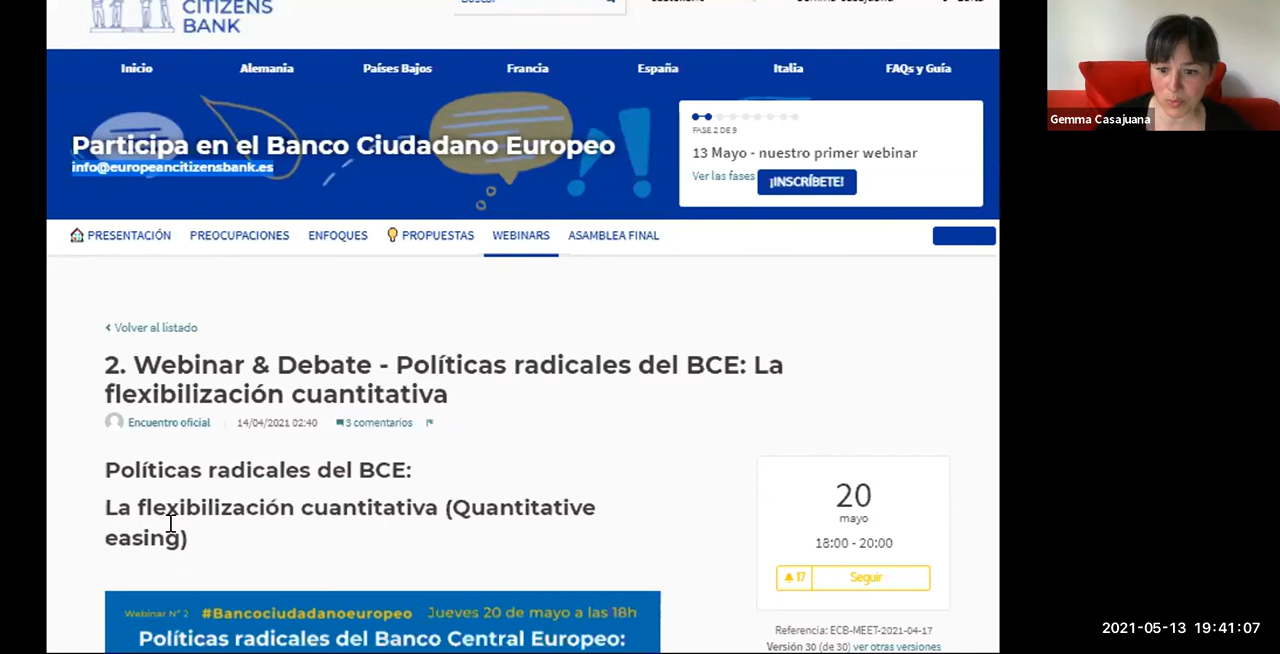 CITIZENS
BANK
Inicio
Alemania
Países Bajos
Francia
España
Italia
FAQs y Guía
Participa en el Banco Ciudadano Europeo
info@europeancitizensbank.es
FASE 2 DE 9
13 Mayo - nuestro primer webinar
Ver las fases
¡INSCRÍBETE!
PRESENTACIÓN
PREOCUPACIONES
ENFOQUES
PROPUESTAS
WEBINARS
ASAMBLEA FINAL
Gemma Casajuana
‹ Volver al listado
2. Webinar & Debate - Políticas radicales del BCE: La
flexibilización cuantitativa
Encuentro oficial
14/04/2021 02:40
3 comentarios
Políticas radicales del BCE:
La flexibilización cuantitativa (Quantitative
easing)
20
mayo
18:00 - 20:00
17
Seguir
Referencia: ECB-MEET-2021-04-17
Versión 30 (de 30) ver otras versiones
Webinar Nº 2
#Bancociudadanoeuropeo
Jueves 20 de mayo a las 18h
Políticas radicales del Banco Central Europeo:
2021-05-13 19:41:07